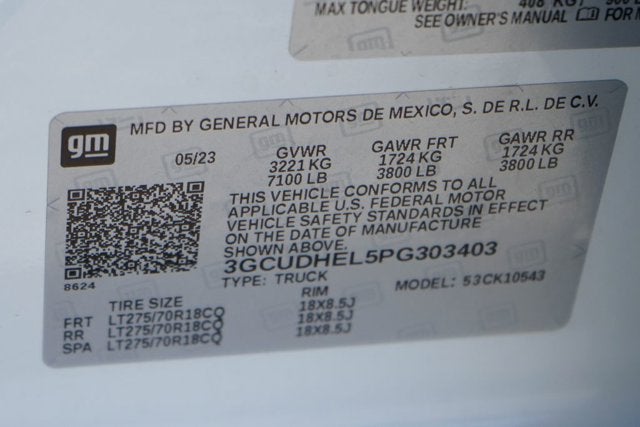 MAX TONGUE WEIGHT: 408 KG
SEE OWNER'S MANUAL FOR
gm
MFD BY GENERAL MOTORS DE MEXICO, S. DE R.L. DE C.V.
05/23 GVWR GAWR FRT GAWR RR
3221 KG 1724 KG 1724 KG
7100 LB 3800 LB 3800 LB
THIS VEHICLE CONFORMS TO ALL
APPLICABLE U.S. FEDERAL MOTOR
VEHICLE SAFETY STANDARDS IN EFFECT
ON THE DATE OF MANUFACTURE
SHOWN ABOVE.
3GCUDHEL5PG303403
8624
TYPE: TRUCK MODEL: 53CK10543
TIRE SIZE RIM
FRT LT275/70R18CQ 18X8.5J
RR LT275/70R18CQ 18X8.5J
SPA LT275/70R18CQ 18X8.5J